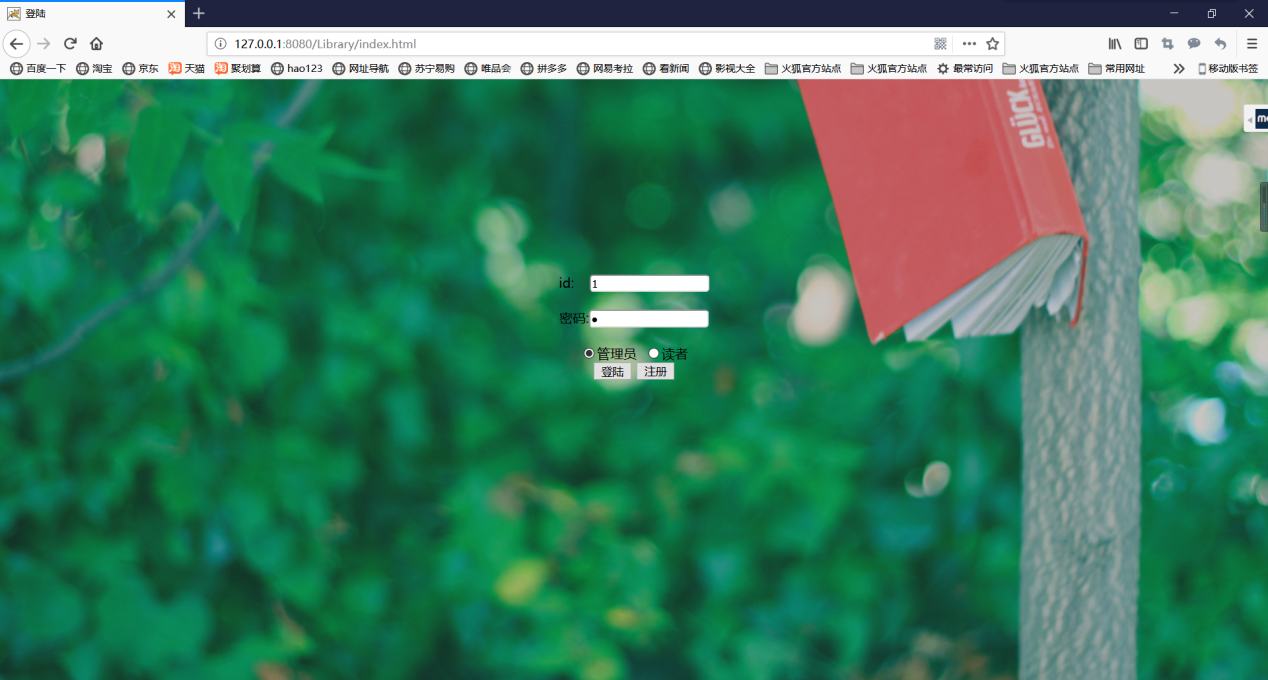 登陆
127.0.0.1:8080/Library/index.html
百度一下 淘宝 京东 天猫 聚划算 hao123 网址导航 苏宁易购 唯品会 拼多多 网易考拉 看新闻 影视大全 火狐官方站点 火狐官方站点 最常访问 火狐官方站点 常用网址 移动版书签
GLÜCK
id: 1
密码:
管理员 读者
登陆 注册